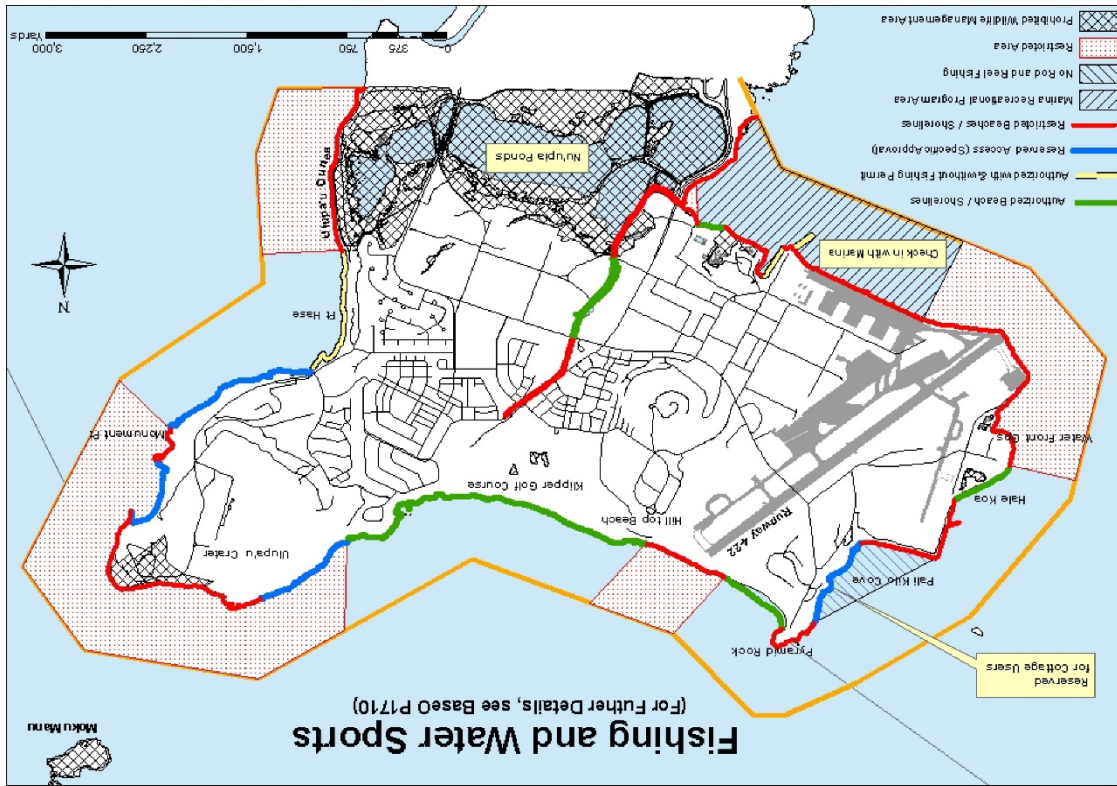 Moku Manu
Fishing and Water Sports
(For Futher Details, see BaseO P1710)
Reserved
for Cottage Users
Pyramid Rock
Pali Kilo Cove
Ulupa'u Crater
Runway 4-22
Hill top Beach
Hale Koa
Klipper Golf Course
Water Front Ops
Monument Pt
N
Pt Hase
Check in with Marina
Ulupa'u Dunes
Nu'upia Ponds
Authorized Shore / Beach / Shorelines
Authorized with & without Fishing Permit
Reserved Access (Specific Approval)
Restricted Beaches / Shorelines
Marina Recreational Program Area
No Rod and Reel Fishing
Restricted Area
Prohibited Wildlife Management Area
0 375 750 1,500 2,250 3,000
Yards